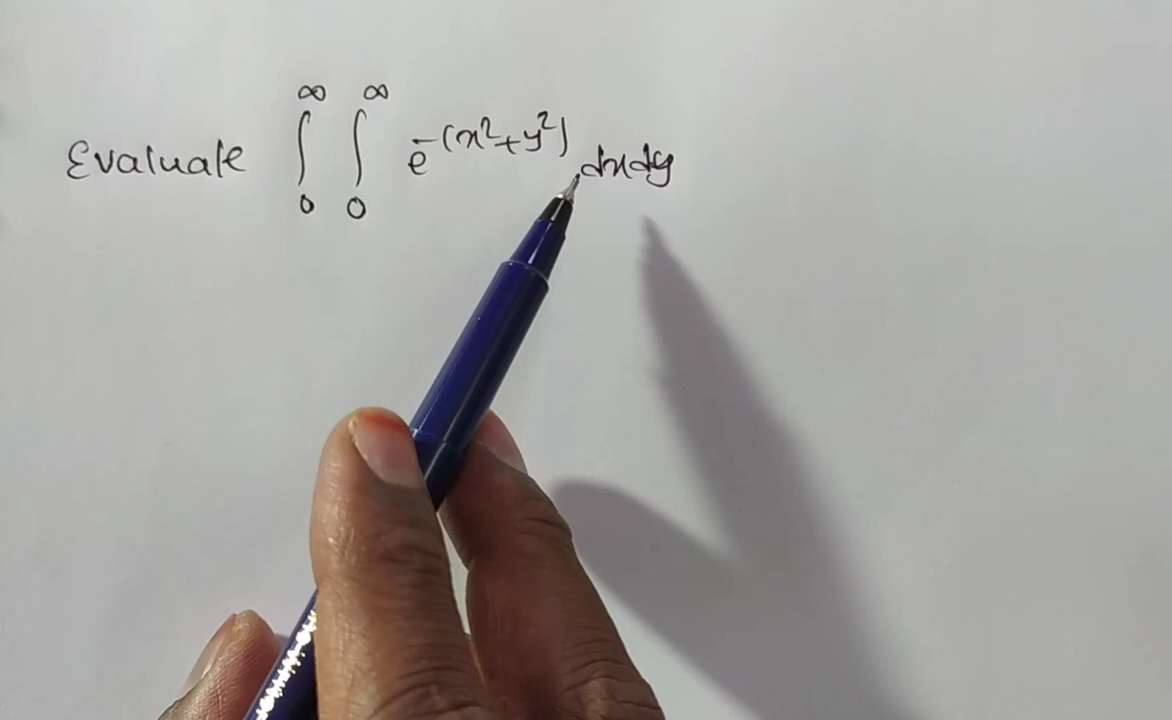 Evaluate ∫₀^∞ ∫₀^∞ e^-(x²+y²) dxdy